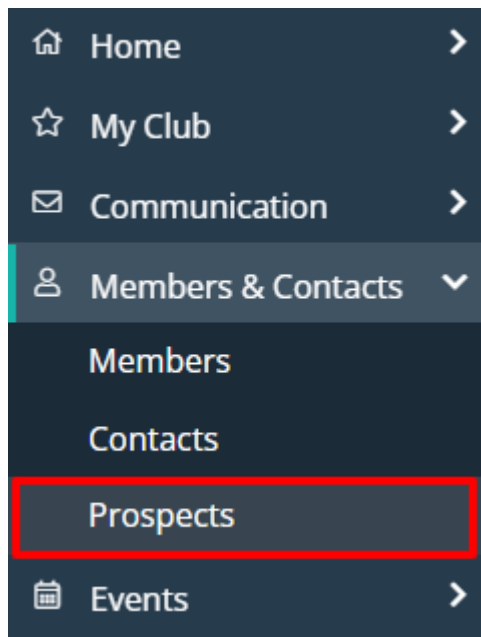 Home
My Club
Communication
Members & Contacts
Members
Contacts
Prospects
Events